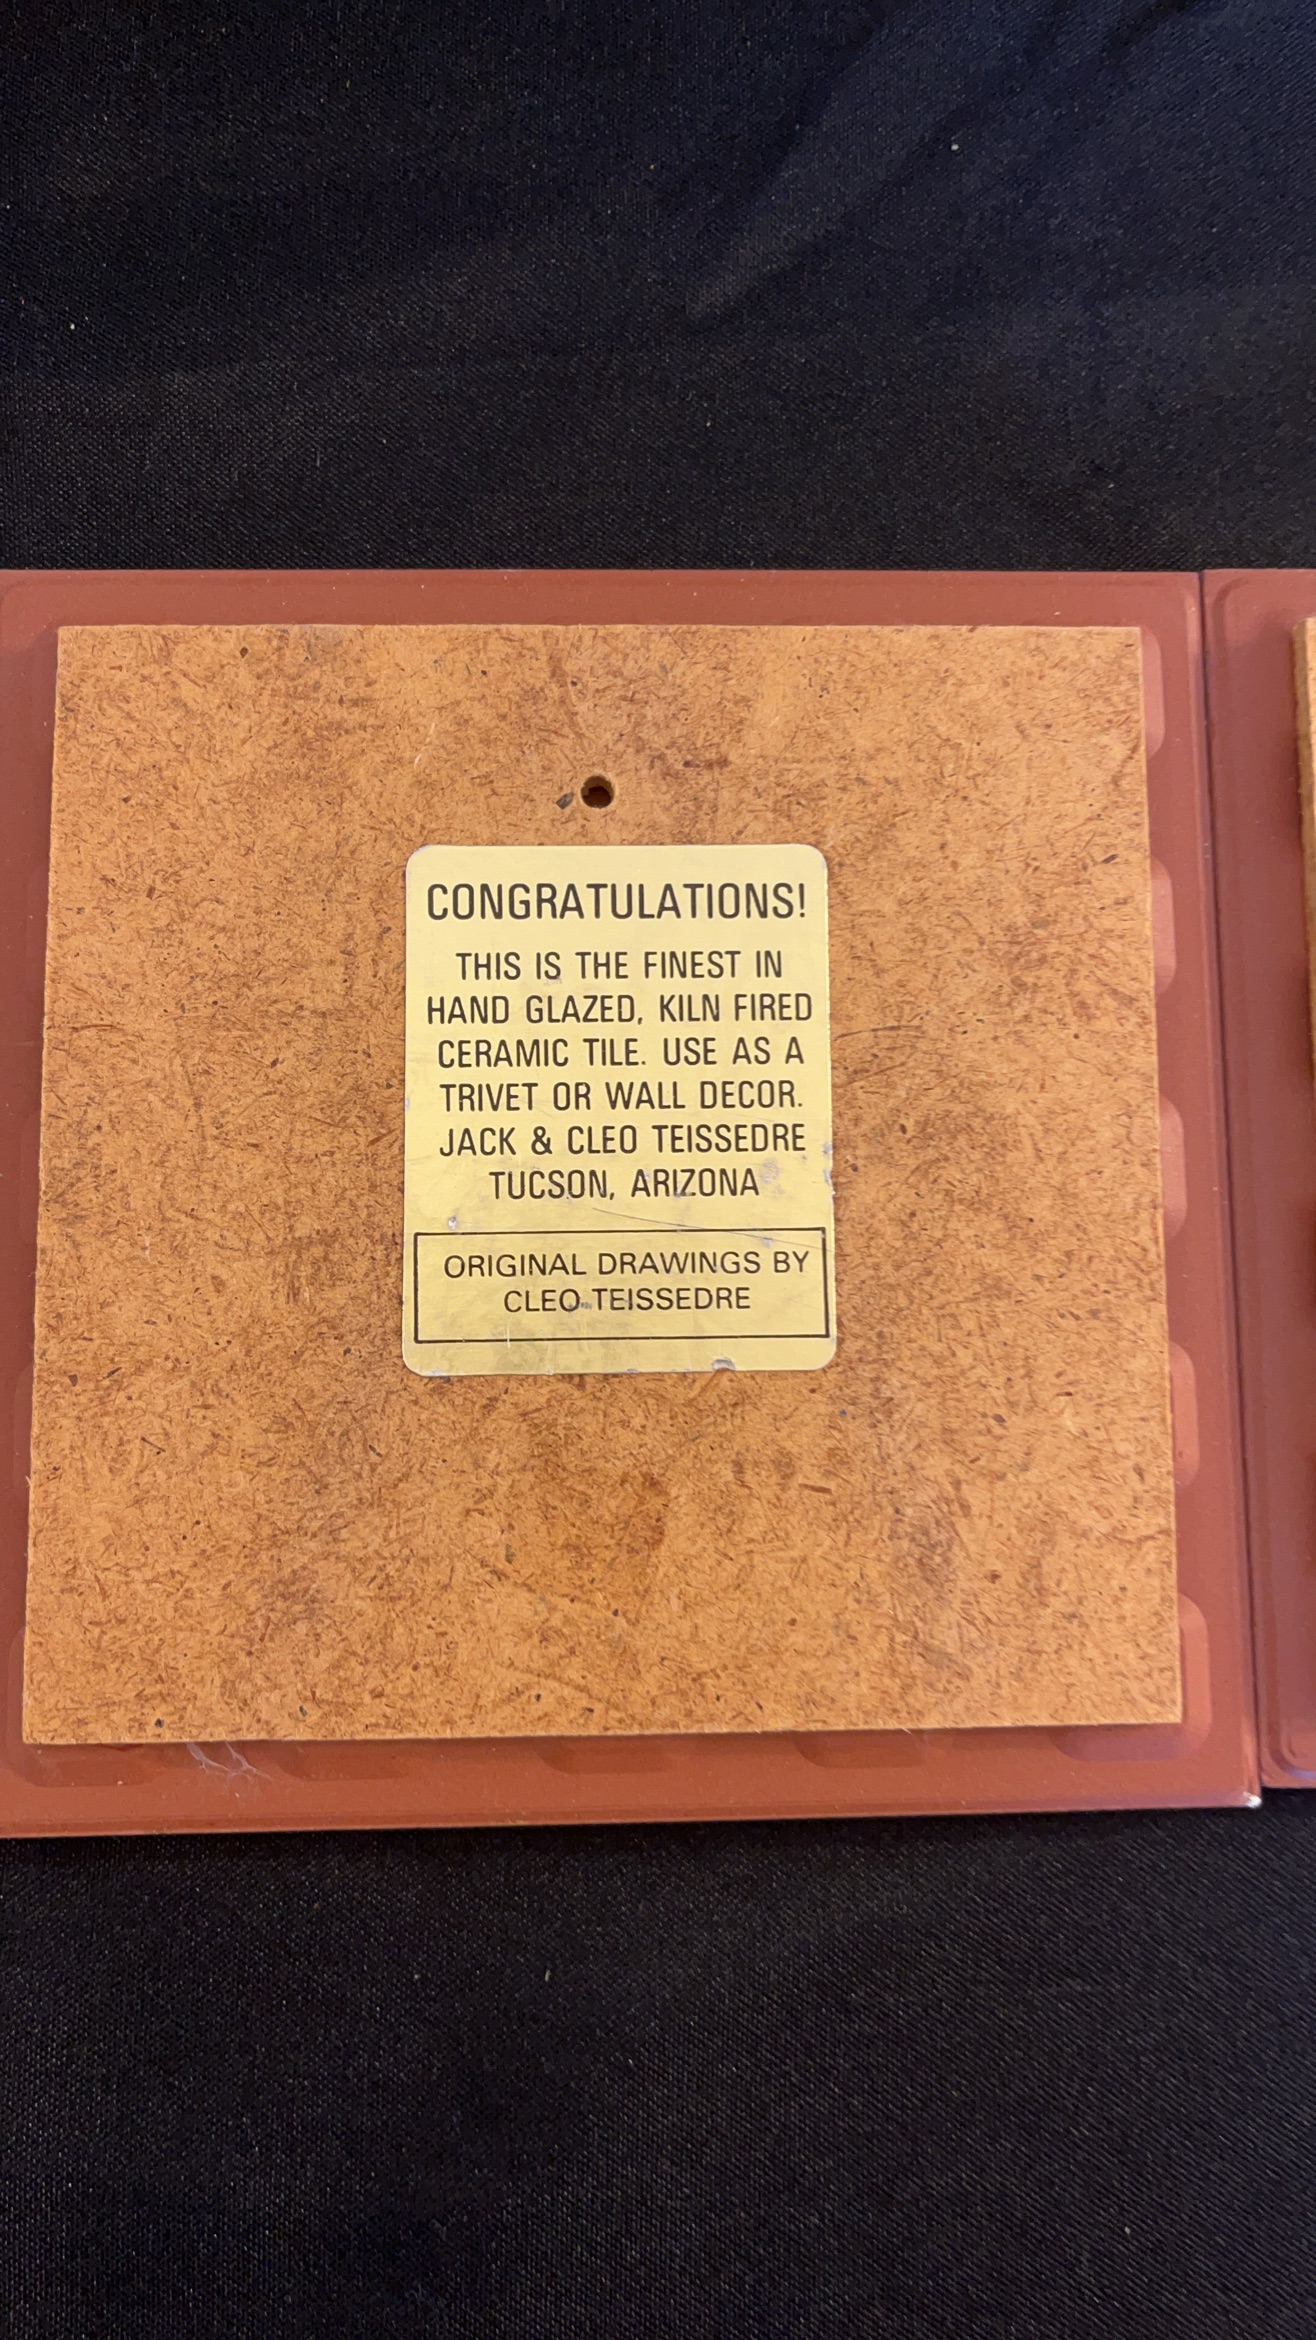 CONGRATULATIONS!
THIS IS THE FINEST IN
HAND GLAZED, KILN FIRED
CERAMIC TILE. USE AS A
TRIVET OR WALL DECOR.
JACK & CLEO TEISSEDRE
TUCSON, ARIZONA
ORIGINAL DRAWINGS BY
CLEO TEISSEDRE